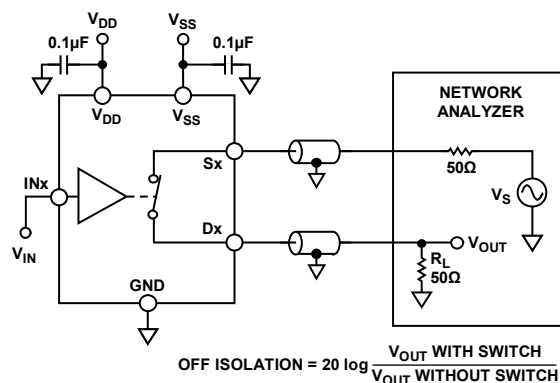 V_DD V_SS
0.1µF 0.1µF
NETWORK
ANALYZER
V_DD V_SS
Sx 50Ω
INx V_S
Dx V_OUT
V_IN R_L
50Ω
GND
OFF ISOLATION = 20 log V_OUT WITH SWITCH
V_OUT WITHOUT SWITCH